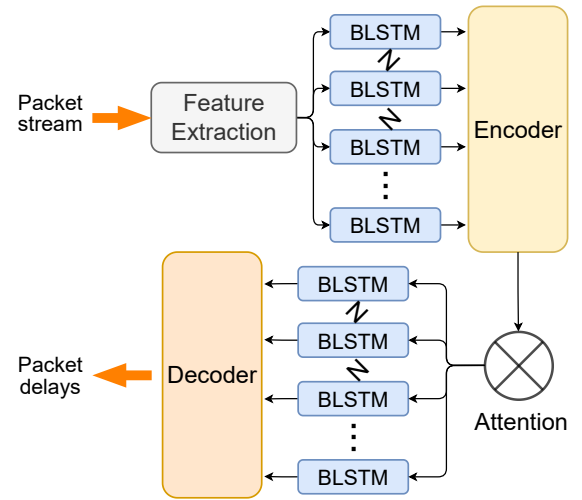 Packet
stream
Feature
Extraction
BLSTM
BLSTM
BLSTM
...
BLSTM
Encoder
Attention
BLSTM
BLSTM
BLSTM
...
BLSTM
Decoder
Packet
delays